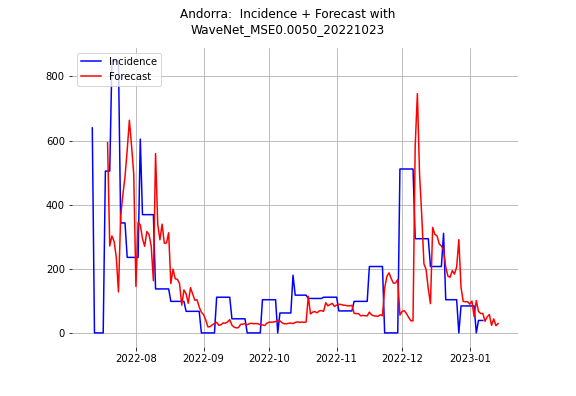 Andorra:  Incidence + Forecast with
WaveNet_MSE0.0050_20221023
Incidence
Forecast
800
600
400
200
0
2022-08
2022-09
2022-10
2022-11
2022-12
2023-01